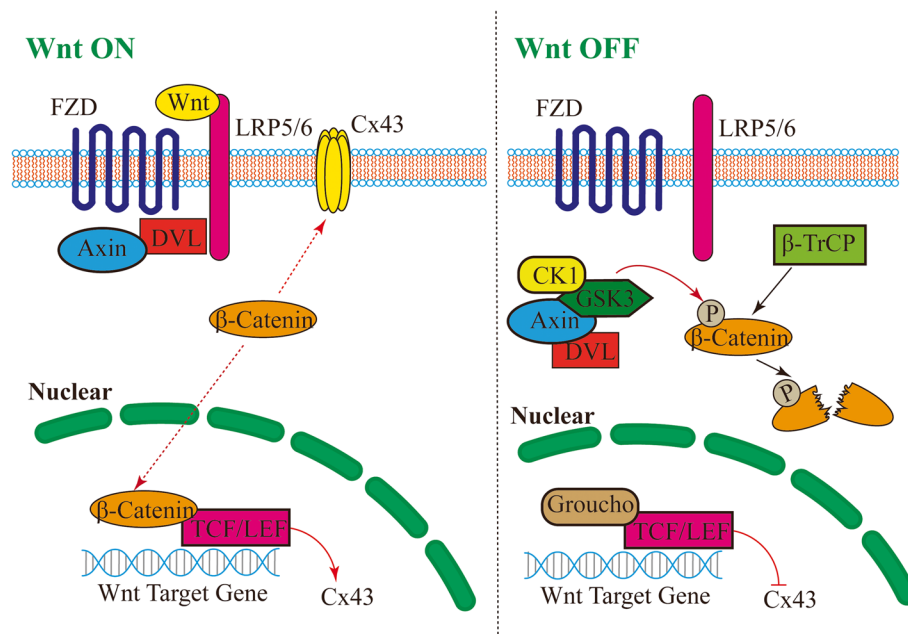 Wnt ON
FZD
Wnt
LRP5/6
Cx43
Axin
DVL
β-Catenin
Nuclear
β-Catenin
TCF/LEF
Wnt Target Gene
Cx43
Wnt OFF
FZD
LRP5/6
β-TrCP
CK1
GSK3
Axin
DVL
P
β-Catenin
P
Nuclear
Groucho
TCF/LEF
Wnt Target Gene
Cx43